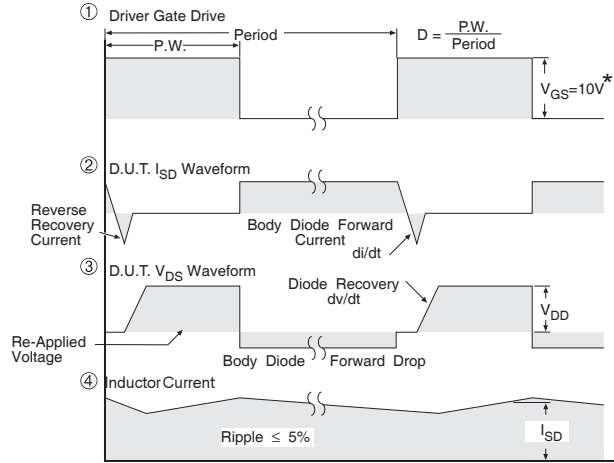 ① Driver Gate Drive
Period
P.W.
D = P.W. / Period
V_GS=10V*
② D.U.T. I_SD Waveform
Reverse
Recovery
Current
Body Diode Forward
Current
di/dt
③ D.U.T. V_DS Waveform
Diode Recovery
dv/dt
V_DD
Re-Applied
Voltage
Body Diode Forward Drop
④ Inductor Current
Ripple ≤ 5%
I_SD